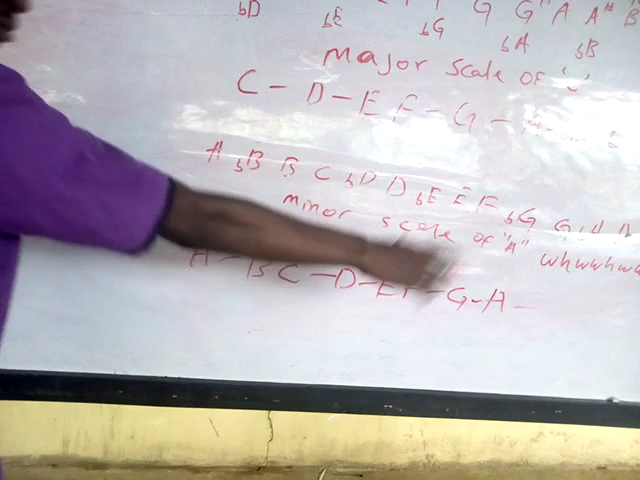 G G# A A# B
bD bE bG bA bB
major scale of "C"
C - D - E F - G -
A bB B C bD D bE E F bG G A
minor scale of "A" whwwhww
A - B C - D - E F - G - A -